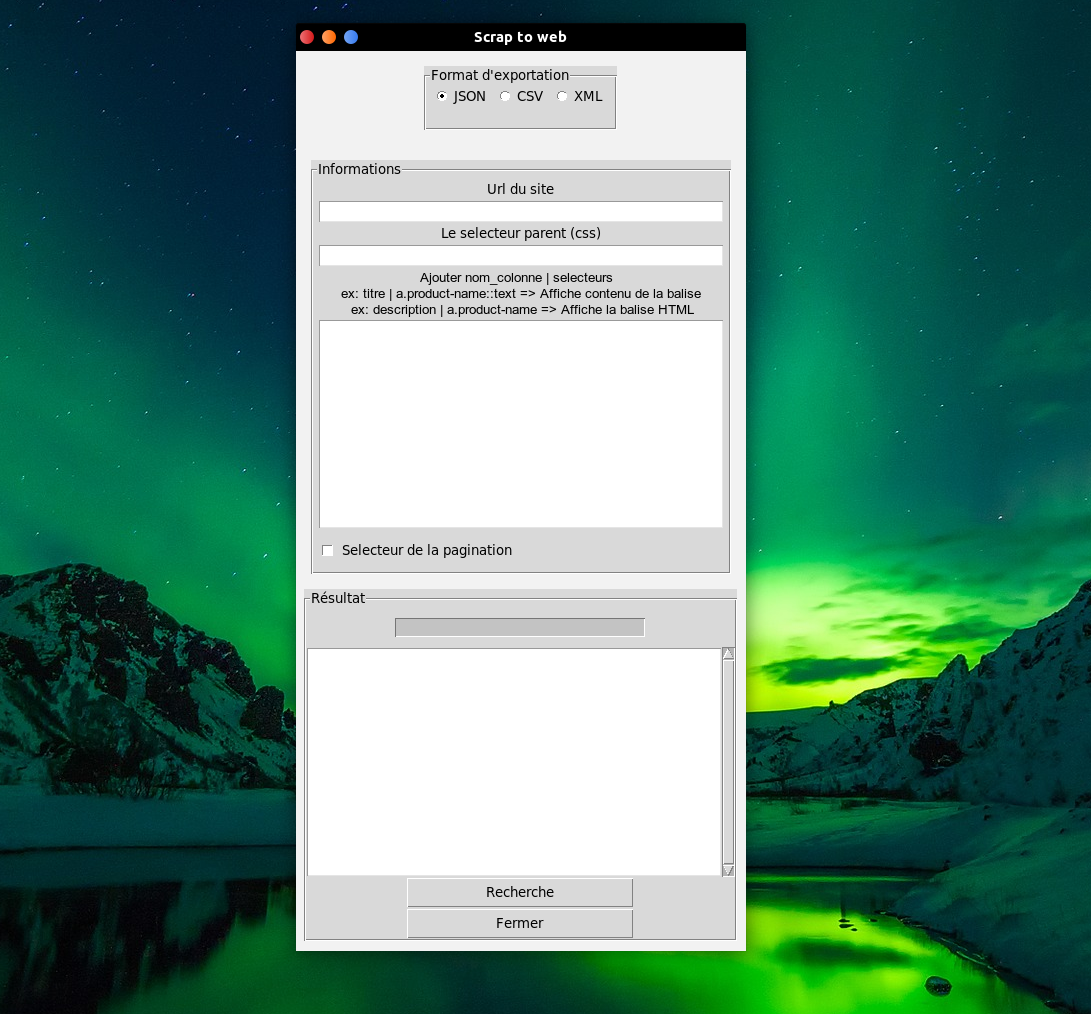 Scrap to web
Format d'exportation
JSON CSV XML
Informations
Url du site
Le selecteur parent (css)
Ajouter nom_colonne | selecteurs
ex: titre | a.product-name::text => Affiche contenu de la balise
ex: description | a.product-name => Affiche la balise HTML
Selecteur de la pagination
Résultat
Recherche
Fermer